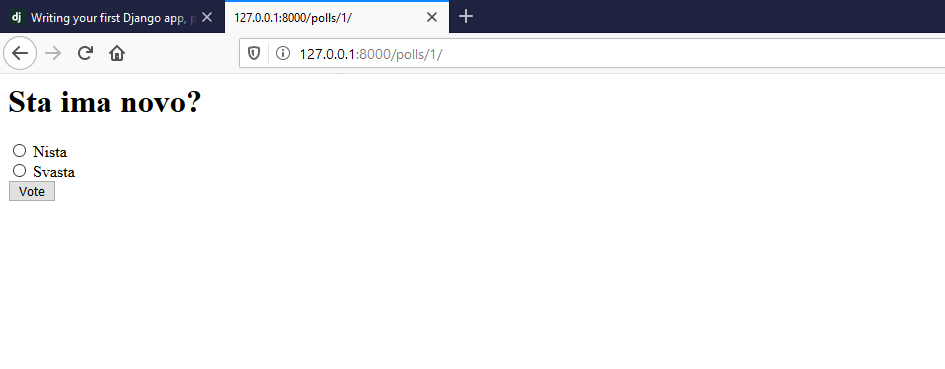 Writing your first Django app, p
127.0.0.1:8000/polls/1/
127.0.0.1:8000/polls/1/
Sta ima novo?
Nista
Svasta
Vote